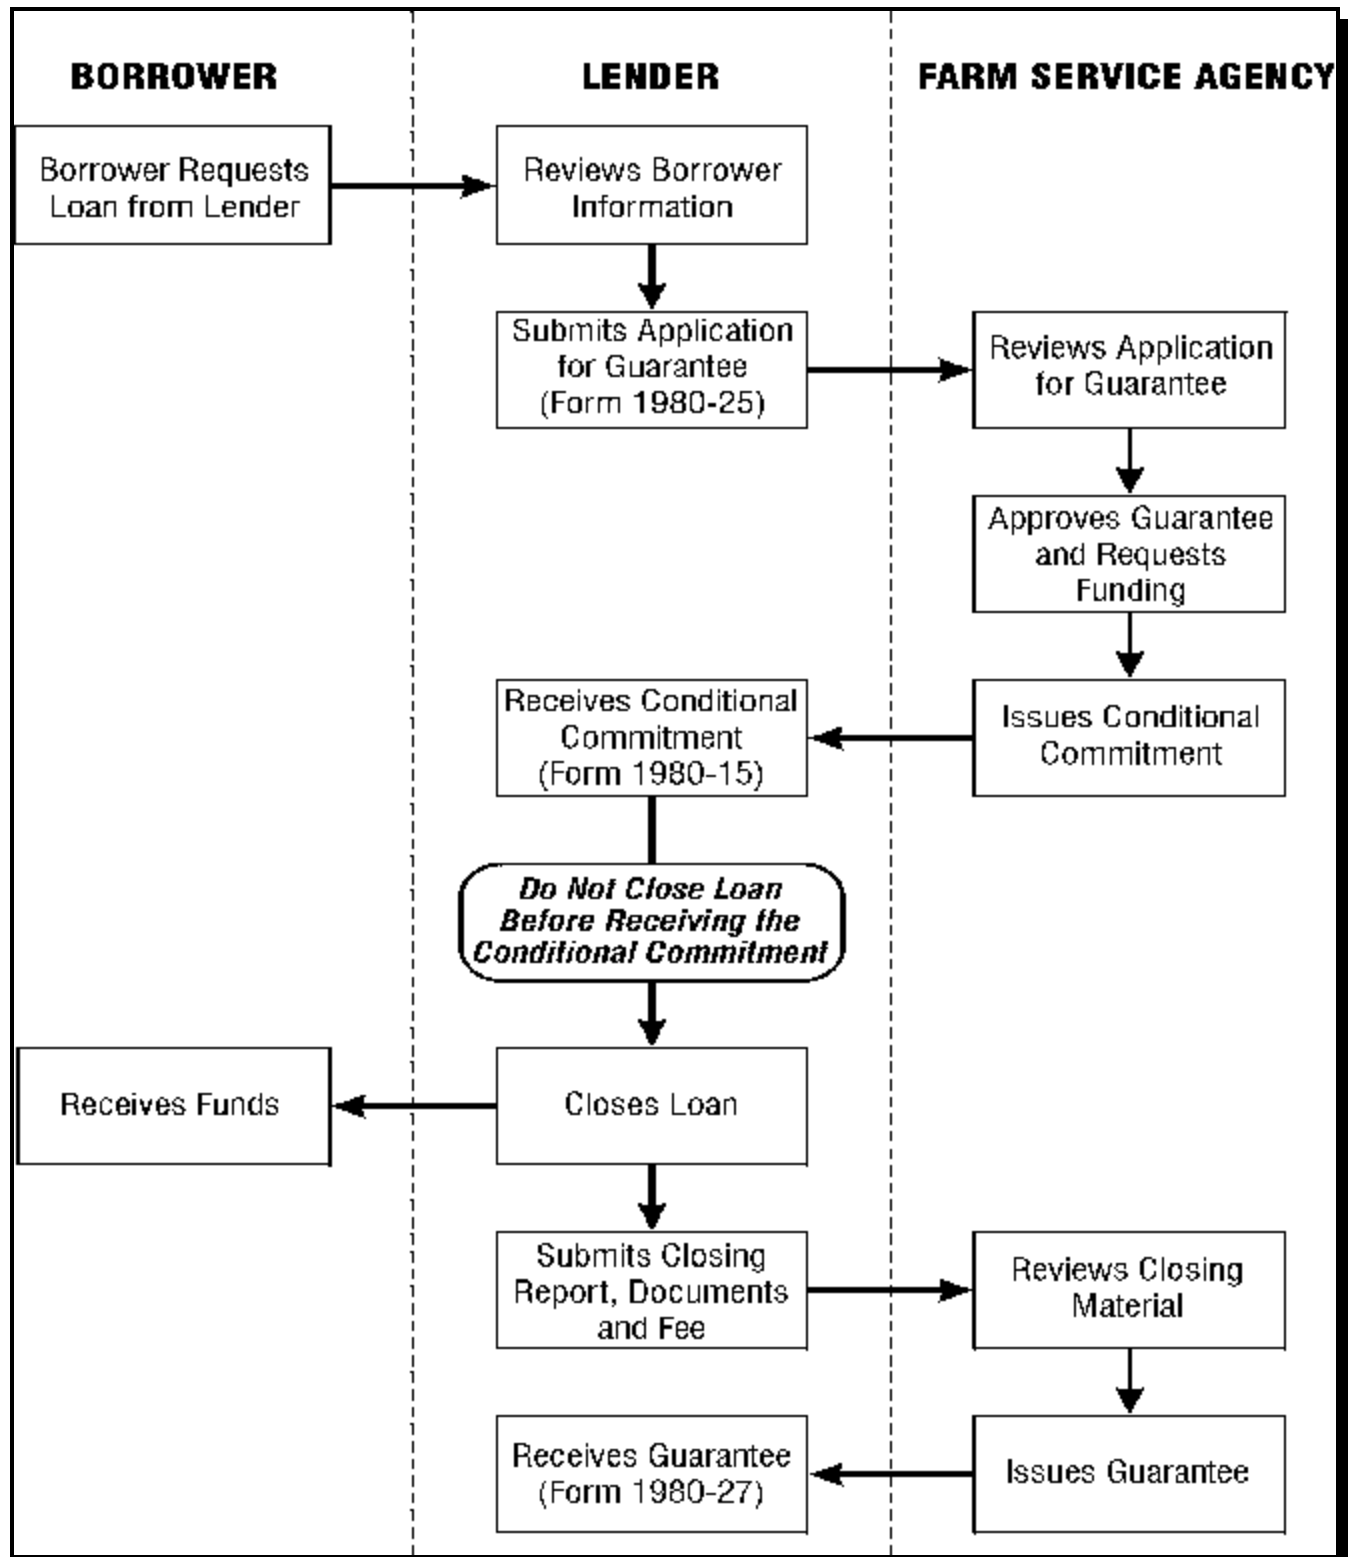 BORROWER
LENDER
FARM SERVICE AGENCY
Borrower Requests
Loan from Lender
Reviews Borrower
Information
Submits Application
for Guarantee
(Form 1980-25)
Reviews Application
for Guarantee
Approves Guarantee
and Requests
Funding
Issues Conditional
Commitment
Receives Conditional
Commitment
(Form 1980-15)
Do Not Close Loan
Before Receiving the
Conditional Commitment
Closes Loan
Receives Funds
Submits Closing
Report, Documents
and Fee
Reviews Closing
Material
Issues Guarantee
Receives Guarantee
(Form 1980-27)